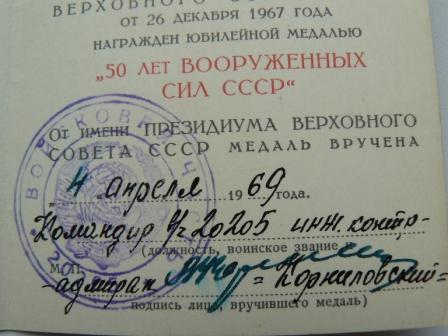 ВЕРХОВНОГО
ОТ 26 ДЕКАБРЯ 1967 ГОДА
НАГРАЖДЕН ЮБИЛЕЙНОЙ МЕДАЛЬЮ
„50 ЛЕТ ВООРУЖЕННЫХ
СИЛ СССР“
ОТ ИМЕНИ ПРЕЗИДИУМА ВЕРХОВНОГО
СОВЕТА СССР МЕДАЛЬ ВРУЧЕНА
„4 апреля 1969 года.
Командир в/ч 20205 инж. контр-
(должность, воинское звание
М.П.
-адмирал = Корниловский =
подпись лица, вручившего медаль)